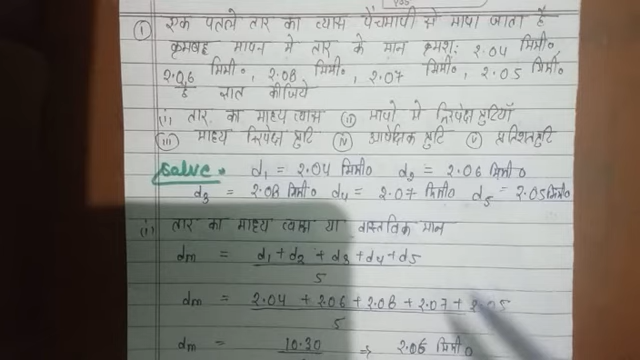 ① एक पतले तार का व्यास पेंचमापी से मापा जाता है
क्रमबद्ध मापन में तार के मान क्रमशः 2.04 मिमी०
2.06 मिमी०, 2.08 मिमी०, 2.07 मिमी०, 2.05 मिमी०
है ज्ञात कीजिये
(i) तार का माध्य व्यास (ii) मापो मे निरपेक्ष त्रुटियाँ
(iii) माध्य निरपेक्ष त्रुटि (iv) आपेक्षिक त्रुटि (v) प्रतिशत त्रुटि
Solve. d1 = 2.04 मिमी० d2 = 2.06 मिमी०
d3 = 2.08 मिमी० d4 = 2.07 मिमी० d5 = 2.05 मिमी०
(i) तार का माध्य व्यास या वास्तविक मान
dm = d1 + d2 + d3 + d4 + d5
5
dm = 2.04 + 2.06 + 2.08 + 2.07 + 2.05
5
dm = 10.30 ⇒ 2.06 मिमी०